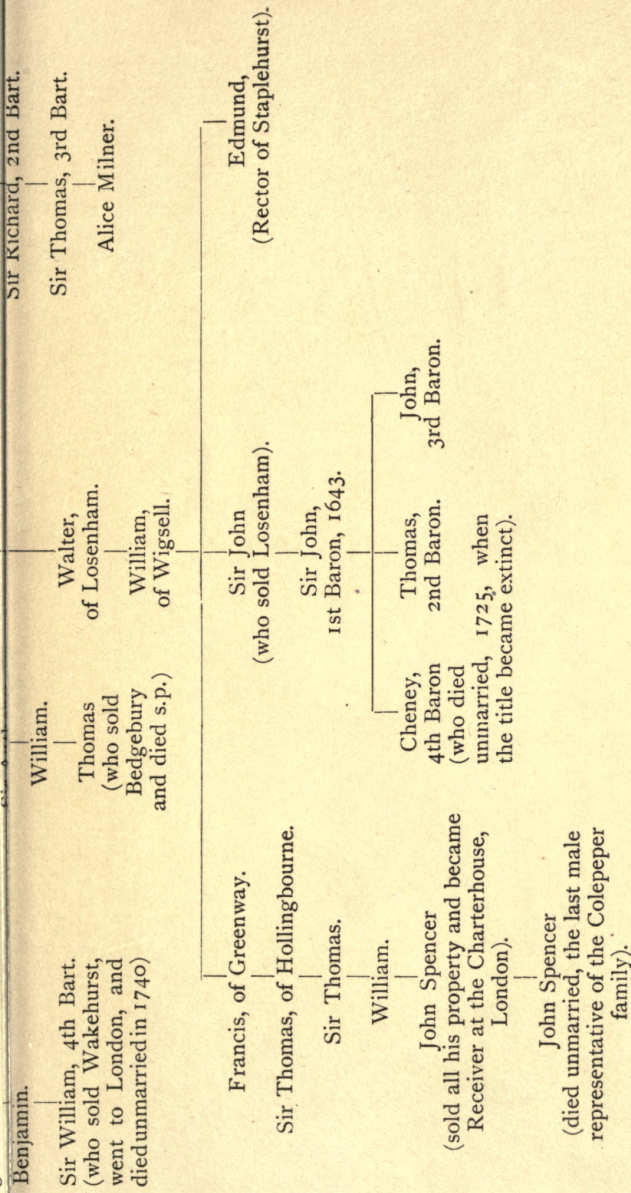 Benjamin.
Sir William, 4th Bart.
(who sold Wakehurst,
went to London, and
died unmarried in 1740)
William.
Thomas
(who sold
Bedgebury
and died s.p.)
Walter,
of Losenham.
William,
of Wigsell.
Sir Richard, 2nd Bart.
Sir Thomas, 3rd Bart.
Alice Milner.
Francis, of Greenway.
Sir Thomas, of Hollingbourne.
Sir Thomas.
William.
John Spencer
(sold all his property and became
Receiver at the Charterhouse,
London).
John Spencer
(died unmarried, the last male
representative of the Colepeper
family).
Sir John
(who sold Losenham).
Sir John,
1st Baron, 1643.
Cheney,
4th Baron
(who died
unmarried, 1725, when
the title became extinct).
Thomas,
2nd Baron.
John,
3rd Baron.
Edmund,
(Rector of Staplehurst).